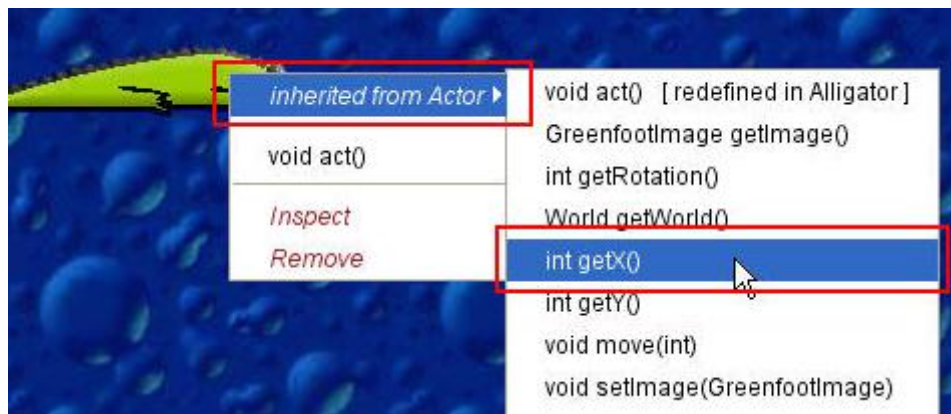 inherited from Actor
void act()
Inspect
Remove
void act() [ redefined in Alligator ]
GreenfootImage getImage()
int getRotation()
World getWorld()
int getX()
int getY()
void move(int)
void setImage(GreenfootImage)